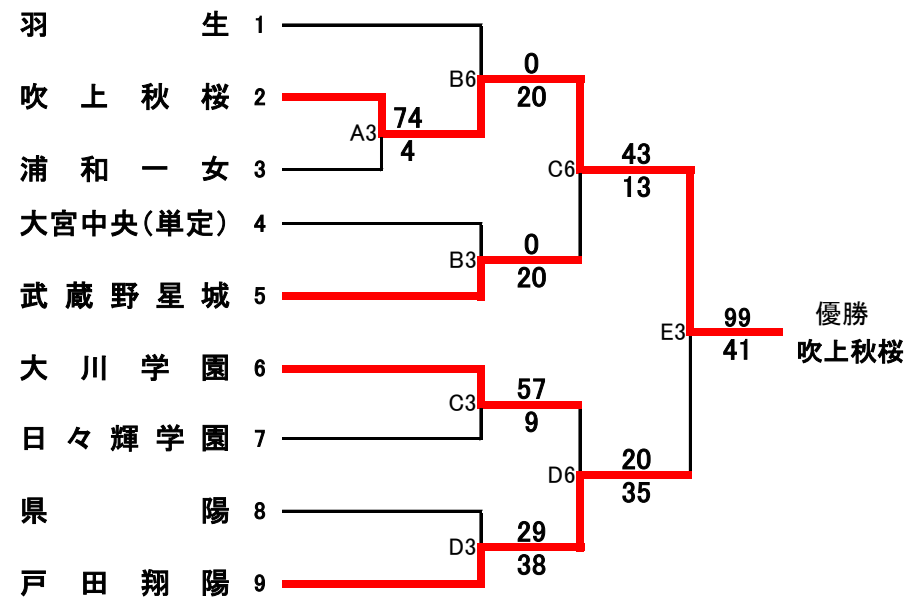 羽生 1
0
B6
20
吹上秋桜 2
74
A3
4
43
浦和一女 3
C6
13
大宮中央(単定) 4
0
B3
20
武蔵野星城 5
99
優勝
E3
41
吹上秋桜
大川学園 6
57
C3
9
日々輝学園 7
20
D6
35
県陽 8
29
D3
38
戸田翔陽 9